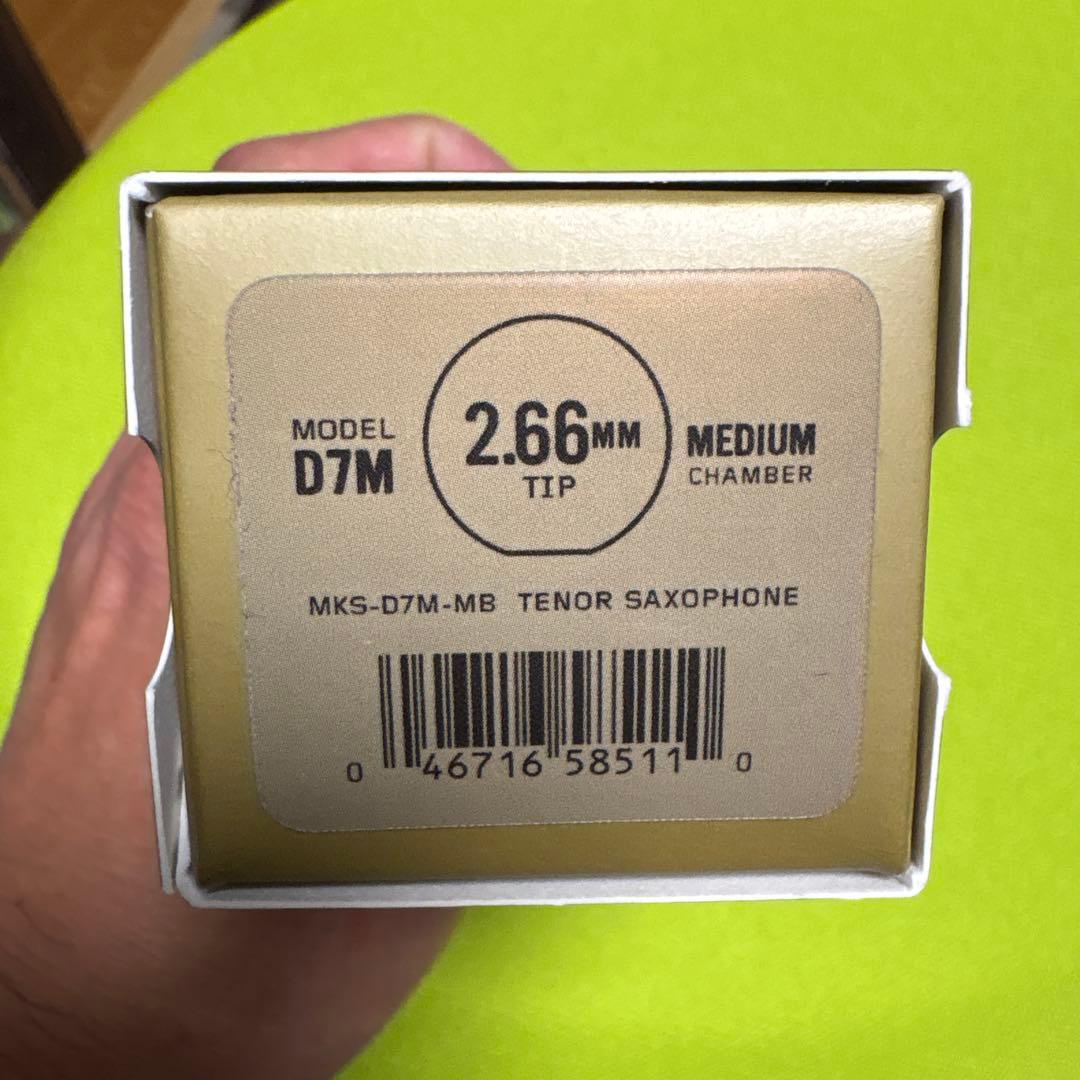 MODEL
D7M
2.66MM
TIP
MEDIUM
CHAMBER
MKS-D7M-MB TENOR SAXOPHONE
0 46716 58511 0